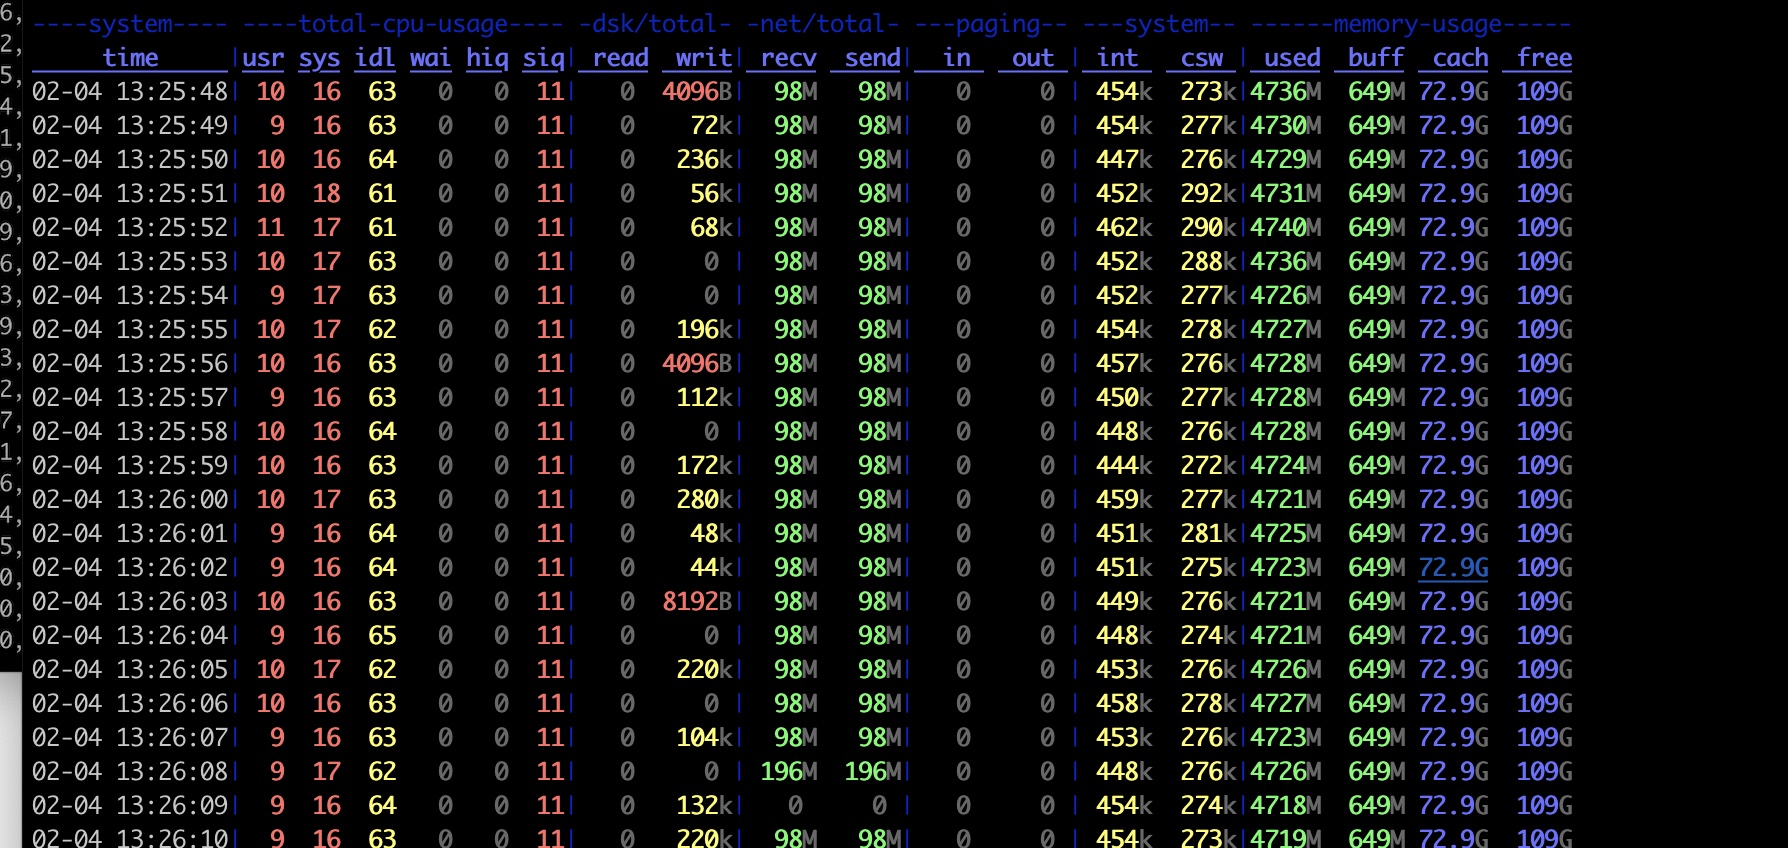 ----system---- ----total-cpu-usage---- -dsk/total- -net/total- ---paging-- ---system-- ------memory-usage-----
time |usr sys idl wai hiq siq| read writ| recv send| in out | int csw | used buff cach free
02-04 13:25:48| 10 16 63 0 0 11| 0 4096B| 98M 98M| 0 0 | 454k 273k|4736M 649M 72.9G 109G
02-04 13:25:49| 9 16 63 0 0 11| 0 72k| 98M 98M| 0 0 | 454k 277k|4730M 649M 72.9G 109G
02-04 13:25:50| 10 16 64 0 0 11| 0 236k| 98M 98M| 0 0 | 447k 276k|4729M 649M 72.9G 109G
02-04 13:25:51| 10 18 61 0 0 11| 0 56k| 98M 98M| 0 0 | 452k 292k|4731M 649M 72.9G 109G
02-04 13:25:52| 11 17 61 0 0 11| 0 68k| 98M 98M| 0 0 | 462k 290k|4740M 649M 72.9G 109G
02-04 13:25:53| 10 17 63 0 0 11| 0 0 | 98M 98M| 0 0 | 452k 288k|4736M 649M 72.9G 109G
02-04 13:25:54| 9 17 63 0 0 11| 0 0 | 98M 98M| 0 0 | 452k 277k|4726M 649M 72.9G 109G
02-04 13:25:55| 10 17 62 0 0 11| 0 196k| 98M 98M| 0 0 | 454k 278k|4727M 649M 72.9G 109G
02-04 13:25:56| 10 16 63 0 0 11| 0 4096B| 98M 98M| 0 0 | 457k 276k|4728M 649M 72.9G 109G
02-04 13:25:57| 9 16 63 0 0 11| 0 112k| 98M 98M| 0 0 | 450k 277k|4728M 649M 72.9G 109G
02-04 13:25:58| 10 16 64 0 0 11| 0 0 | 98M 98M| 0 0 | 448k 276k|4728M 649M 72.9G 109G
02-04 13:25:59| 10 16 63 0 0 11| 0 172k| 98M 98M| 0 0 | 444k 272k|4724M 649M 72.9G 109G
02-04 13:26:00| 10 17 63 0 0 11| 0 280k| 98M 98M| 0 0 | 459k 277k|4721M 649M 72.9G 109G
02-04 13:26:01| 9 16 64 0 0 11| 0 48k| 98M 98M| 0 0 | 451k 281k|4725M 649M 72.9G 109G
02-04 13:26:02| 9 16 64 0 0 11| 0 44k| 98M 98M| 0 0 | 451k 275k|4723M 649M 72.9G 109G
02-04 13:26:03| 10 16 63 0 0 11| 0 8192B| 98M 98M| 0 0 | 449k 276k|4721M 649M 72.9G 109G
02-04 13:26:04| 9 16 65 0 0 11| 0 0 | 98M 98M| 0 0 | 448k 274k|4721M 649M 72.9G 109G
02-04 13:26:05| 10 17 62 0 0 11| 0 220k| 98M 98M| 0 0 | 453k 276k|4726M 649M 72.9G 109G
02-04 13:26:06| 10 16 63 0 0 11| 0 0 | 98M 98M| 0 0 | 458k 278k|4727M 649M 72.9G 109G
02-04 13:26:07| 9 16 63 0 0 11| 0 104k| 98M 98M| 0 0 | 453k 276k|4723M 649M 72.9G 109G
02-04 13:26:08| 9 17 62 0 0 11| 0 0 | 196M 196M| 0 0 | 448k 276k|4726M 649M 72.9G 109G
02-04 13:26:09| 9 16 64 0 0 11| 0 132k| 0 0 | 0 0 | 454k 274k|4718M 649M 72.9G 109G
02-04 13:26:10| 10 16 63 0 0 11| 0 220k| 98M 98M| 0 0 | 454k 273k|4719M 649M 72.9G 109G